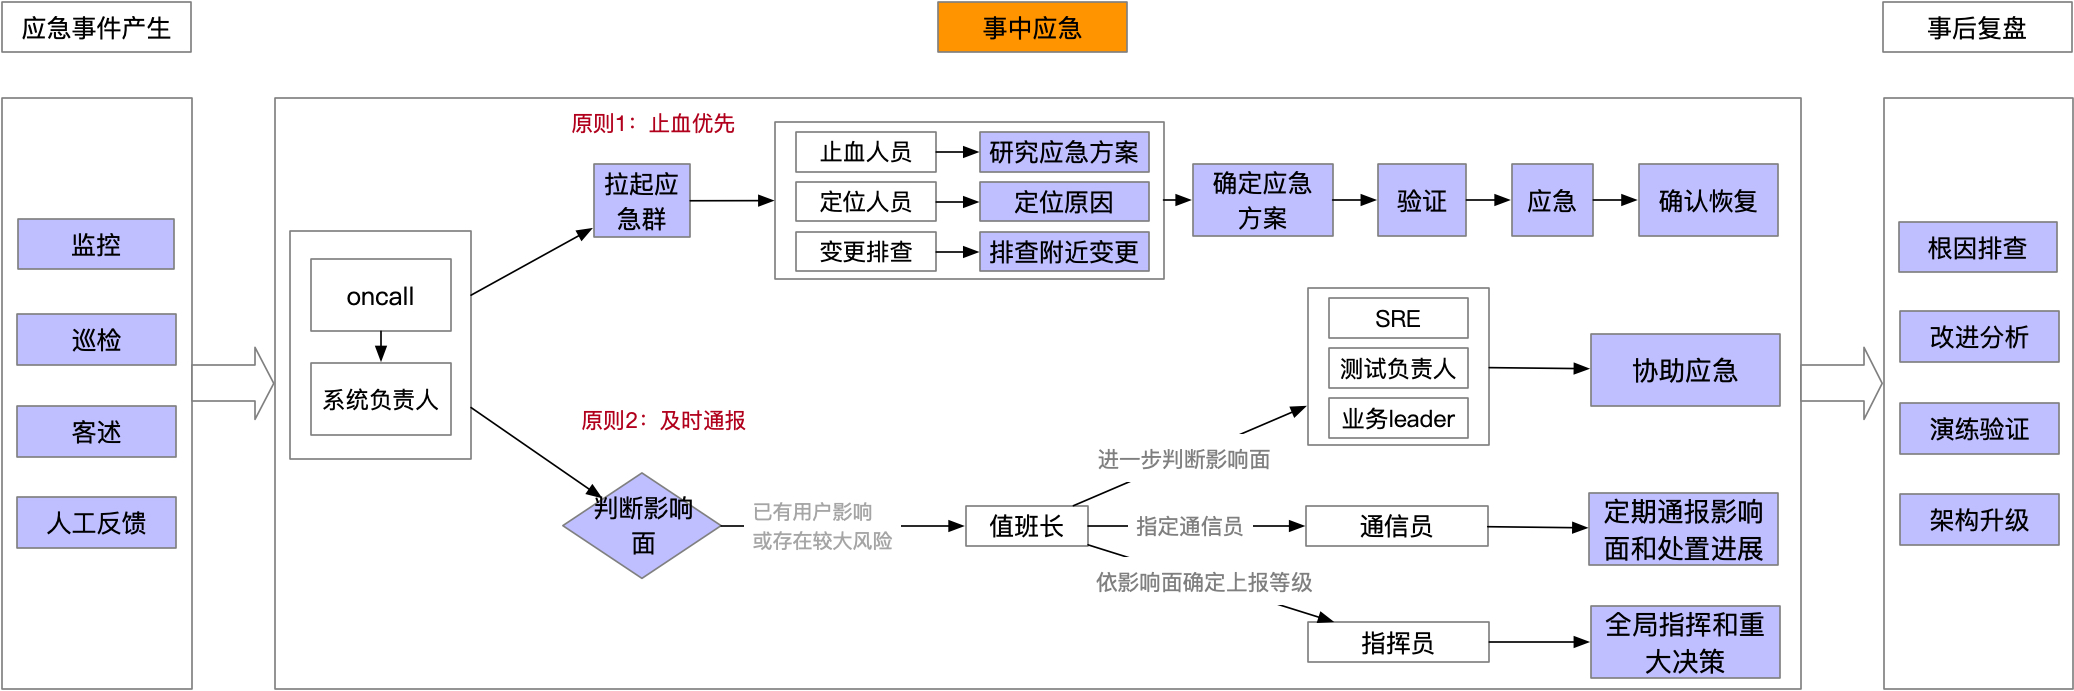 应急事件产生
事中应急
事后复盘
监控
巡检
客述
人工反馈
oncall
系统负责人
原则1：止血优先
拉起应
急群
止血人员
研究应急方案
定位人员
定位原因
变更排查
排查附近变更
确定应急
方案
验证
应急
确认恢复
原则2：及时通报
判断影响
面
已有用户影响
或存在较大风险
值班长
进一步判断影响面
SRE
测试负责人
业务leader
协助应急
指定通信员
通信员
定期通报影响
面和处置进展
依影响面确定上报等级
指挥员
全局指挥和重
大决策
根因排查
改进分析
演练验证
架构升级